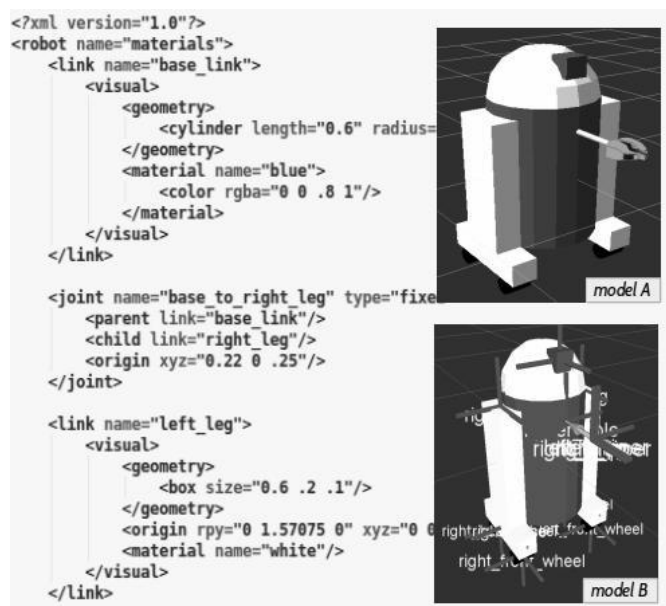 <?xml version="1.0"?>
<robot name="materials">
<link name="base_link">
<visual>
<geometry>
<cylinder length="0.6" radius=
</geometry>
<material name="blue">
<color rgba="0 0 .8 1"/>
</material>
</visual>
</link>
<joint name="base_to_right_leg" type="fixe
<parent link="base_link"/>
<child link="right_leg"/>
<origin xyz="0.22 0 .25"/>
</joint>
<link name="left_leg">
<visual>
<geometry>
<box size="0.6 .2 .1"/>
</geometry>
<origin rpy="0 1.57075 0" xyz="0 0
<material name="white"/>
</visual>
</link>
model A
right_front_wheel
model B